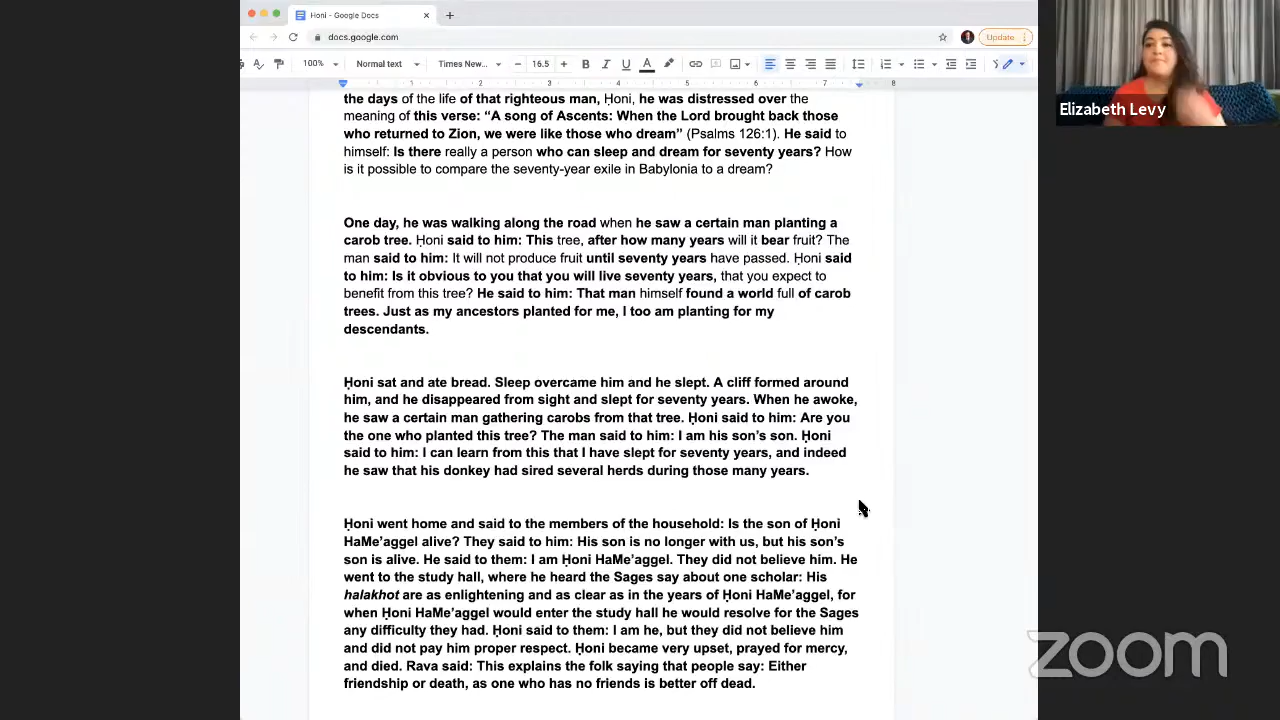 Honi - Google Docs
docs.google.com
Update
100%
Normal text
Times New...
16.5
B I U A
1 2 3 4 5 6 7 8
Elizabeth Levy
the days of the life of that righteous man, Ḥoni, he was distressed over the
meaning of this verse: “A song of Ascents: When the Lord brought back those
who returned to Zion, we were like those who dream” (Psalms 126:1). He said to
himself: Is there really a person who can sleep and dream for seventy years? How
is it possible to compare the seventy-year exile in Babylonia to a dream?
One day, he was walking along the road when he saw a certain man planting a
carob tree. Ḥoni said to him: This tree, after how many years will it bear fruit? The
man said to him: It will not produce fruit until seventy years have passed. Ḥoni said
to him: Is it obvious to you that you will live seventy years, that you expect to
benefit from this tree? He said to him: That man himself found a world full of carob
trees. Just as my ancestors planted for me, I too am planting for my
descendants.
Ḥoni sat and ate bread. Sleep overcame him and he slept. A cliff formed around
him, and he disappeared from sight and slept for seventy years. When he awoke,
he saw a certain man gathering carobs from that tree. Ḥoni said to him: Are you
the one who planted this tree? The man said to him: I am his son’s son. Ḥoni
said to him: I can learn from this that I have slept for seventy years, and indeed
he saw that his donkey had sired several herds during those many years.
Ḥoni went home and said to the members of the household: Is the son of Ḥoni
HaMe’aggel alive? They said to him: His son is no longer with us, but his son’s
son is alive. He said to them: I am Ḥoni HaMe’aggel. They did not believe him. He
went to the study hall, where he heard the Sages say about one scholar: His
halakhot are as enlightening and as clear as in the years of Ḥoni HaMe’aggel, for
when Ḥoni HaMe’aggel would enter the study hall he would resolve for the Sages
any difficulty they had. Ḥoni said to them: I am he, but they did not believe him
and did not pay him proper respect. Ḥoni became very upset, prayed for mercy,
and died. Rava said: This explains the folk saying that people say: Either
friendship or death, as one who has no friends is better off dead.
zoom